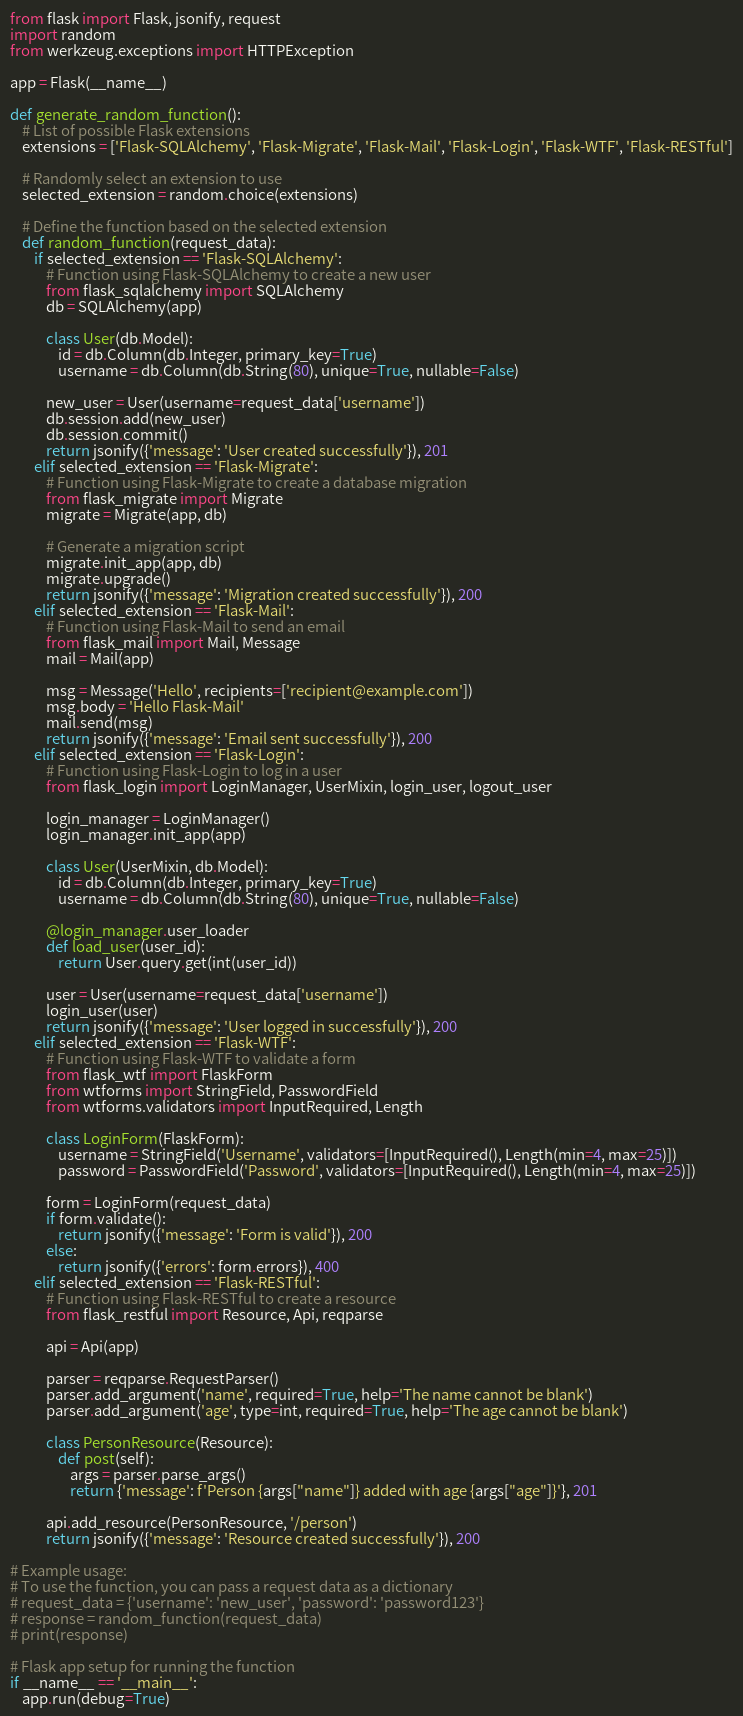 from flask import Flask, jsonify, request
import random
from werkzeug.exceptions import HTTPException

app = Flask(__name__)

def generate_random_function():
    # List of possible Flask extensions
    extensions = ['Flask-SQLAlchemy', 'Flask-Migrate', 'Flask-Mail', 'Flask-Login', 'Flask-WTF', 'Flask-RESTful']

    # Randomly select an extension to use
    selected_extension = random.choice(extensions)

    # Define the function based on the selected extension
    def random_function(request_data):
        if selected_extension == 'Flask-SQLAlchemy':
            # Function using Flask-SQLAlchemy to create a new user
            from flask_sqlalchemy import SQLAlchemy
            db = SQLAlchemy(app)

            class User(db.Model):
                id = db.Column(db.Integer, primary_key=True)
                username = db.Column(db.String(80), unique=True, nullable=False)

            new_user = User(username=request_data['username'])
            db.session.add(new_user)
            db.session.commit()
            return jsonify({'message': 'User created successfully'}), 201
        elif selected_extension == 'Flask-Migrate':
            # Function using Flask-Migrate to create a database migration
            from flask_migrate import Migrate
            migrate = Migrate(app, db)

            # Generate a migration script
            migrate.init_app(app, db)
            migrate.upgrade()
            return jsonify({'message': 'Migration created successfully'}), 200
        elif selected_extension == 'Flask-Mail':
            # Function using Flask-Mail to send an email
            from flask_mail import Mail, Message
            mail = Mail(app)

            msg = Message('Hello', recipients=['recipient@example.com'])
            msg.body = 'Hello Flask-Mail'
            mail.send(msg)
            return jsonify({'message': 'Email sent successfully'}), 200
        elif selected_extension == 'Flask-Login':
            # Function using Flask-Login to log in a user
            from flask_login import LoginManager, UserMixin, login_user, logout_user

            login_manager = LoginManager()
            login_manager.init_app(app)

            class User(UserMixin, db.Model):
                id = db.Column(db.Integer, primary_key=True)
                username = db.Column(db.String(80), unique=True, nullable=False)

            @login_manager.user_loader
            def load_user(user_id):
                return User.query.get(int(user_id))

            user = User(username=request_data['username'])
            login_user(user)
            return jsonify({'message': 'User logged in successfully'}), 200
        elif selected_extension == 'Flask-WTF':
            # Function using Flask-WTF to validate a form
            from flask_wtf import FlaskForm
            from wtforms import StringField, PasswordField
            from wtforms.validators import InputRequired, Length

            class LoginForm(FlaskForm):
                username = StringField('Username', validators=[InputRequired(), Length(min=4, max=25)])
                password = PasswordField('Password', validators=[InputRequired(), Length(min=4, max=25)])

            form = LoginForm(request_data)
            if form.validate():
                return jsonify({'message': 'Form is valid'}), 200
            else:
                return jsonify({'errors': form.errors}), 400
        elif selected_extension == 'Flask-RESTful':
            # Function using Flask-RESTful to create a resource
            from flask_restful import Resource, Api, reqparse

            api = Api(app)

            parser = reqparse.RequestParser()
            parser.add_argument('name', required=True, help='The name cannot be blank')
            parser.add_argument('age', type=int, required=True, help='The age cannot be blank')

            class PersonResource(Resource):
                def post(self):
                    args = parser.parse_args()
                    return {'message': f'Person {args["name"]} added with age {args["age"]}'}, 201

            api.add_resource(PersonResource, '/person')
            return jsonify({'message': 'Resource created successfully'}), 200

# Example usage:
# To use the function, you can pass a request data as a dictionary
# request_data = {'username': 'new_user', 'password': 'password123'}
# response = random_function(request_data)
# print(response)

# Flask app setup for running the function
if __name__ == '__main__':
    app.run(debug=True)